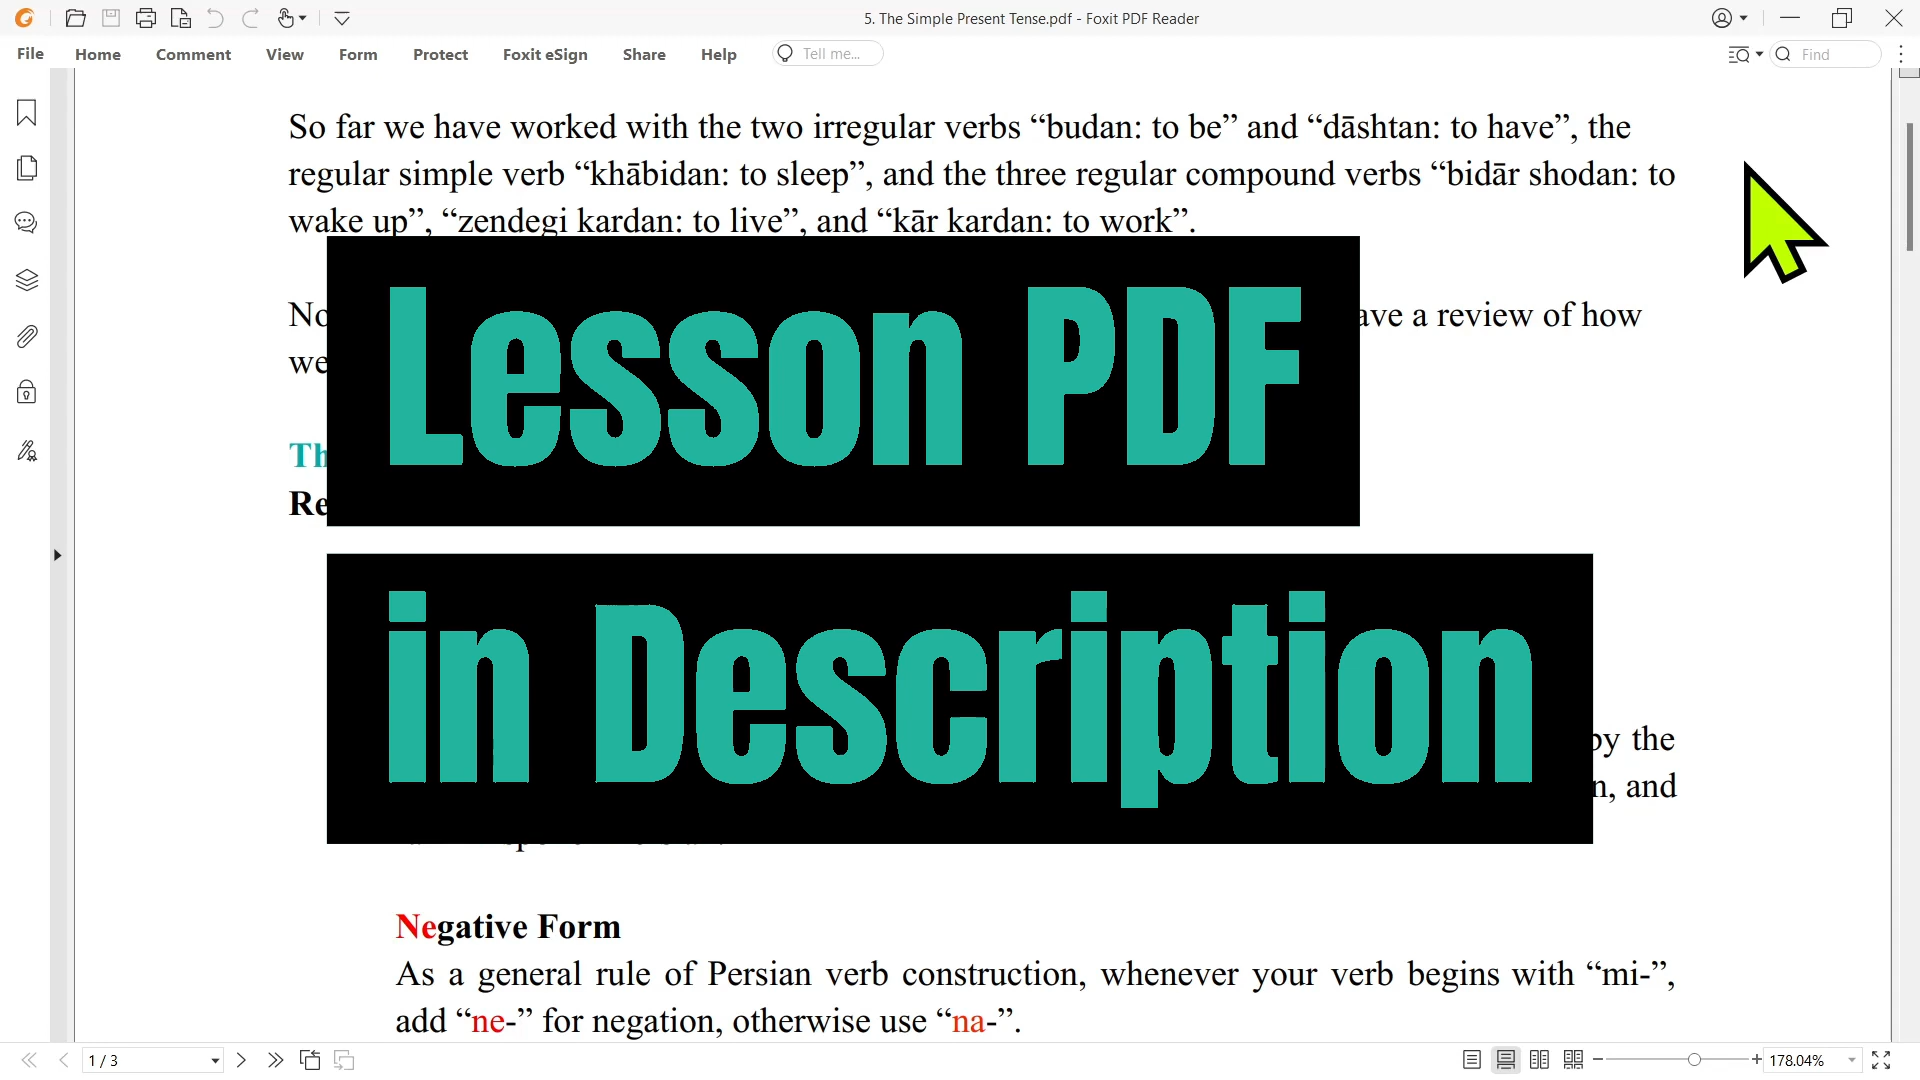 5. The Simple Present Tense.pdf - Foxit PDF Reader
File Home Comment View Form Protect Foxit eSign Share Help Tell me... Find
So far we have worked with the two irregular verbs “budan: to be” and “dāshtan: to have”, the
regular simple verb “khābidan: to sleep”, and the three regular compound verbs “bidār shodan: to
wake up”, “zendegi kardan: to live”, and “kār kardan: to work”.
a review of how
we
Lesson PDF
in Description
by the
and
Negative Form
As a general rule of Persian verb construction, whenever your verb begins with “mi-”,
add “ne-” for negation, otherwise use “na-”.
1 / 3
178.04%